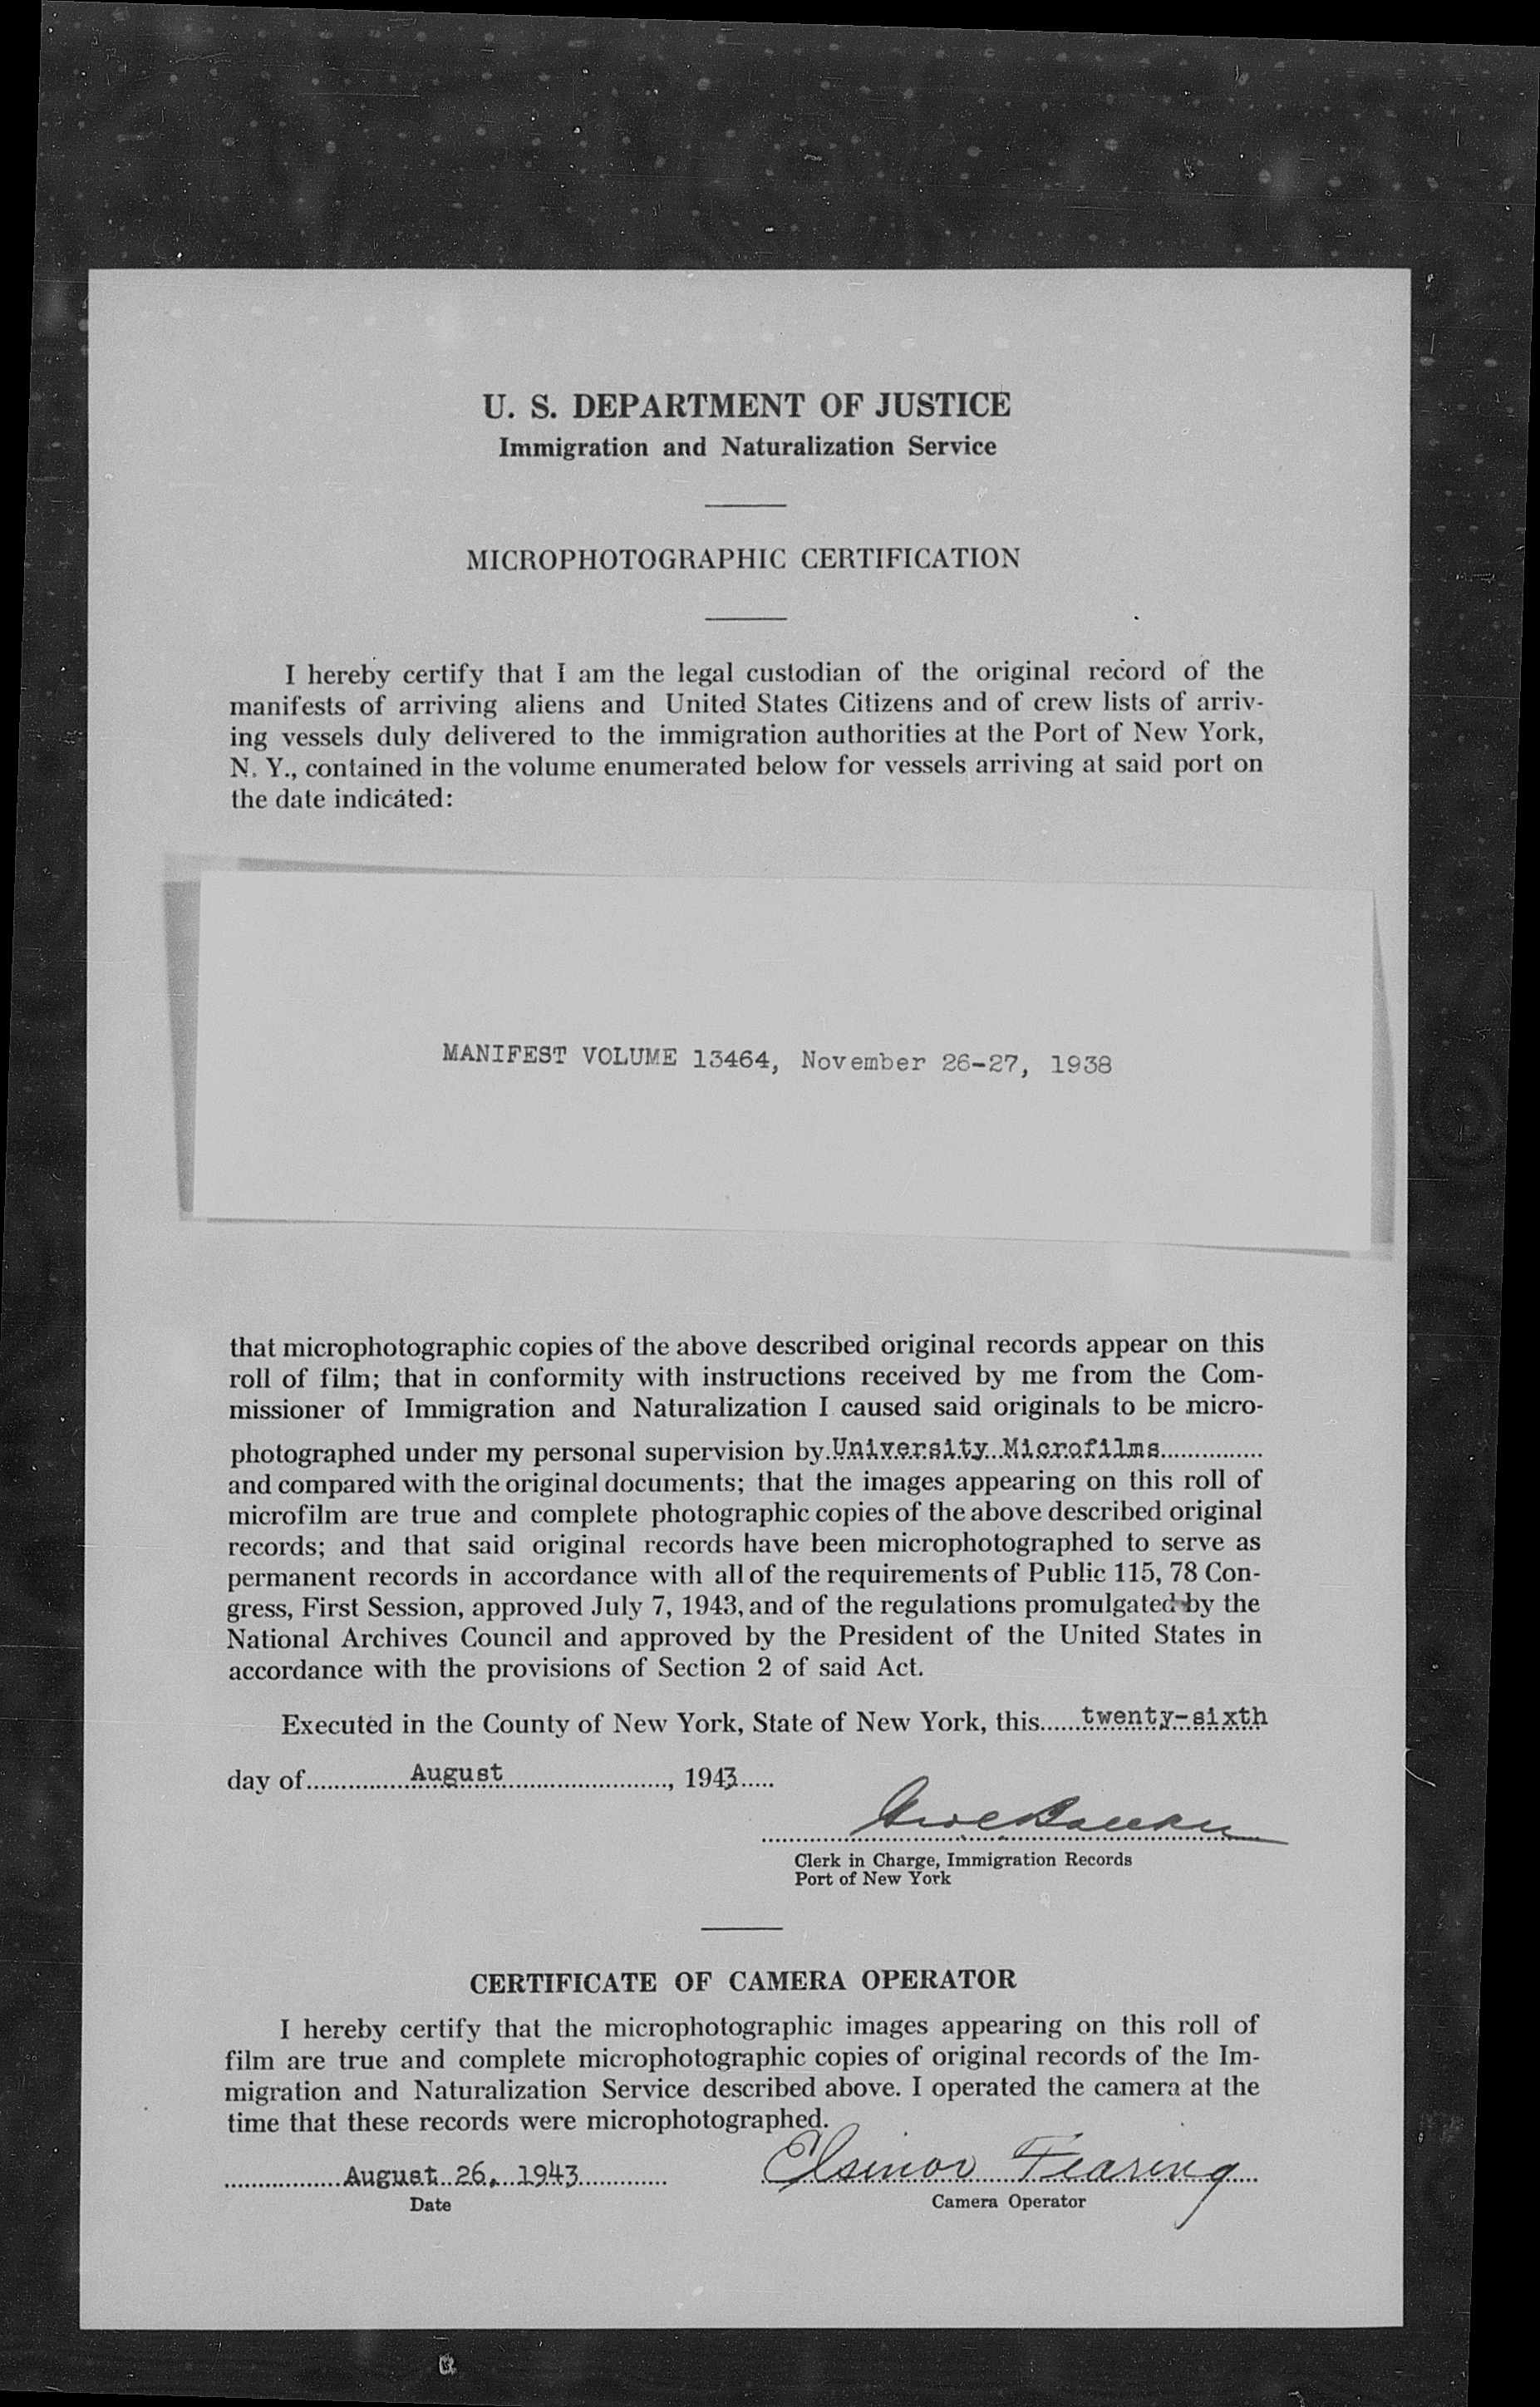 U. S. DEPARTMENT OF JUSTICE
Immigration and Naturalization Service
MICROPHOTOGRAPHIC CERTIFICATION
I hereby certify that I am the legal custodian of the original record of the
manifests of arriving aliens and United States Citizens and of crew lists of arriv-
ing vessels duly delivered to the immigration authorities at the Port of New York,
N. Y., contained in the volume enumerated below for vessels arriving at said port on
the date indicated:
MANIFEST VOLUME 13464, November 26-27, 1938
that microphotographic copies of the above described original records appear on this
roll of film; that in conformity with instructions received by me from the Com-
missioner of Immigration and Naturalization I caused said originals to be micro-
photographed under my personal supervision by University Microfilms
and compared with the original documents; that the images appearing on this roll of
microfilm are true and complete photographic copies of the above described original
records; and that said original records have been microphotographed to serve as
permanent records in accordance with all of the requirements of Public 115, 78 Con-
gress, First Session, approved July 7, 1943, and of the regulations promulgated by the
National Archives Council and approved by the President of the United States in
accordance with the provisions of Section 2 of said Act.
Executed in the County of New York, State of New York, this twenty-sixth
day of August, 1943
Clerk in Charge, Immigration Records
Port of New York
CERTIFICATE OF CAMERA OPERATOR
I hereby certify that the microphotographic images appearing on this roll of
film are true and complete microphotographic copies of original records of the Im-
migration and Naturalization Service described above. I operated the camera at the
time that these records were microphotographed.
August 26, 1943 Elsinor Fearing
Date Camera Operator